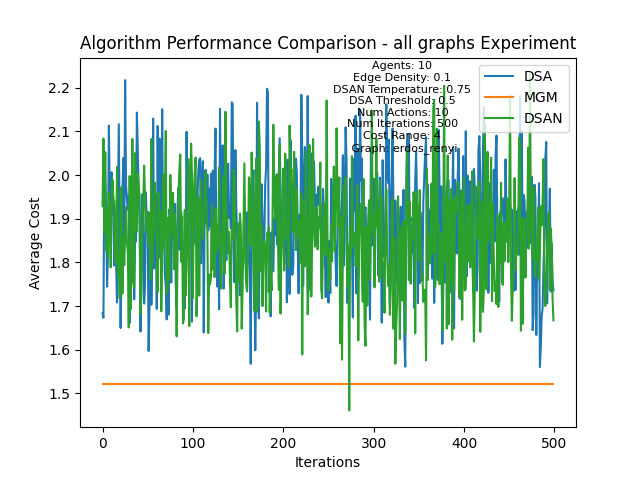 Algorithm Performance Comparison - all graphs Experiment
Agents: 10
Edge Density: 0.1
DSAN Temperature: 0.75
DSA Threshold: 0.5
Num Actions: 10
Num Iterations: 500
Cost Range: 4
Graph: erdos_renyi
DSA
MGM
DSAN
Average Cost
2.2
2.1
2.0
1.9
1.8
1.7
1.6
1.5
0
100
200
300
400
500
Iterations